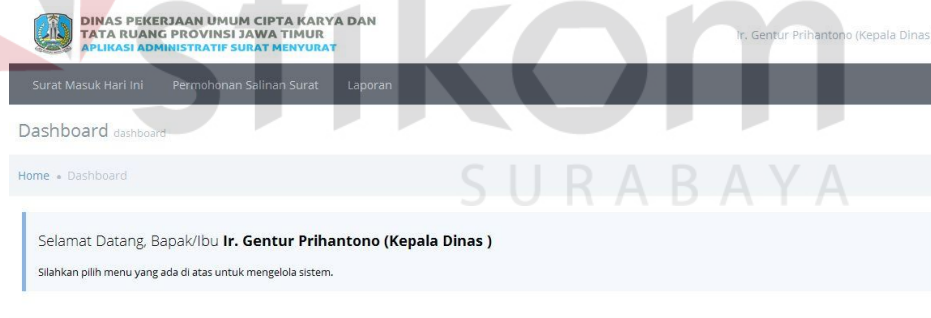 DINAS PEKERJAAN UMUM CIPTA KARYA DAN
TATA RUANG PROVINSI JAWA TIMUR
APLIKASI ADMINISTRATIF SURAT MENYURAT
Ir. Gentur Prihantono (Kepala Dinas
Surat Masuk Hari Ini Permohonan Salinan Surat Laporan
Dashboard dashboard
Home • Dashboard
stikom
SURABAYA
Selamat Datang, Bapak/Ibu Ir. Gentur Prihantono (Kepala Dinas )
Silahkan pilih menu yang ada di atas untuk mengelola sistem.